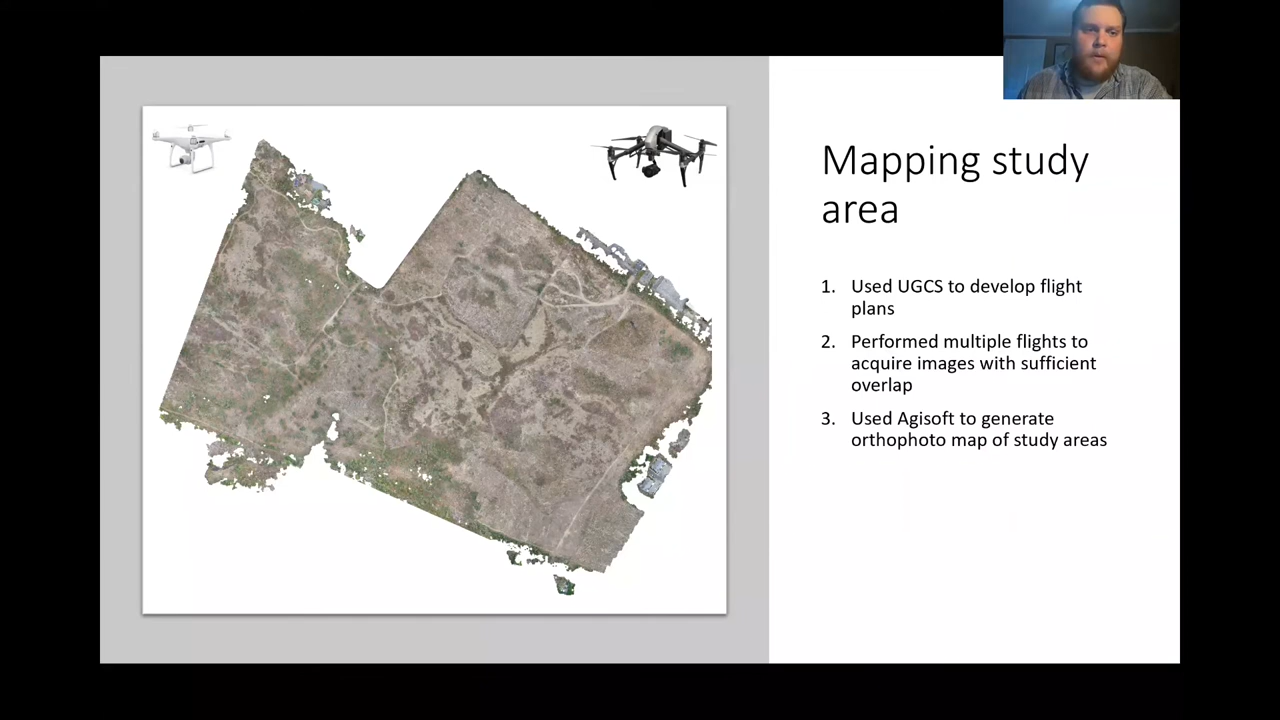 Mapping study
area
1. Used UGCS to develop flight
plans
2. Performed multiple flights to
acquire images with sufficient
overlap
3. Used Agisoft to generate
orthophoto map of study areas